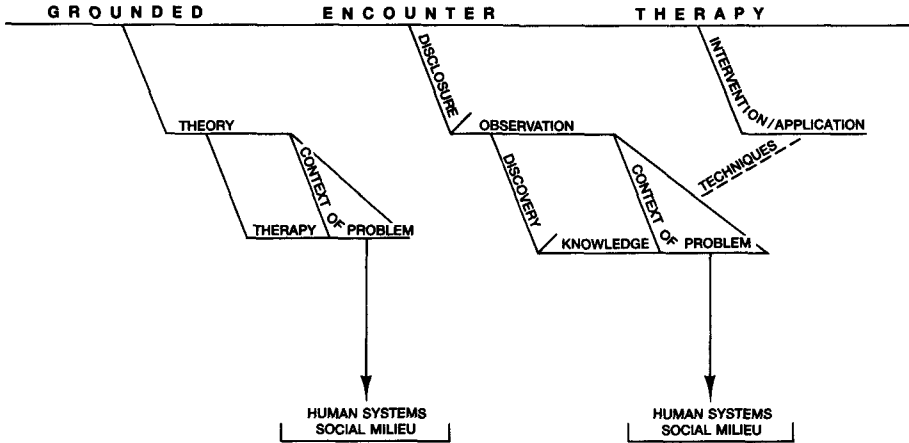 GROUNDED ENCOUNTER THERAPY
DISCLOSURE
INTERVENTION/APPLICATION
THEORY
OBSERVATION
CONTEXT OF
DISCOVERY
CONTEXT OF
TECHNIQUES
THERAPY
PROBLEM
KNOWLEDGE
PROBLEM
HUMAN SYSTEMS
SOCIAL MILIEU
HUMAN SYSTEMS
SOCIAL MILIEU